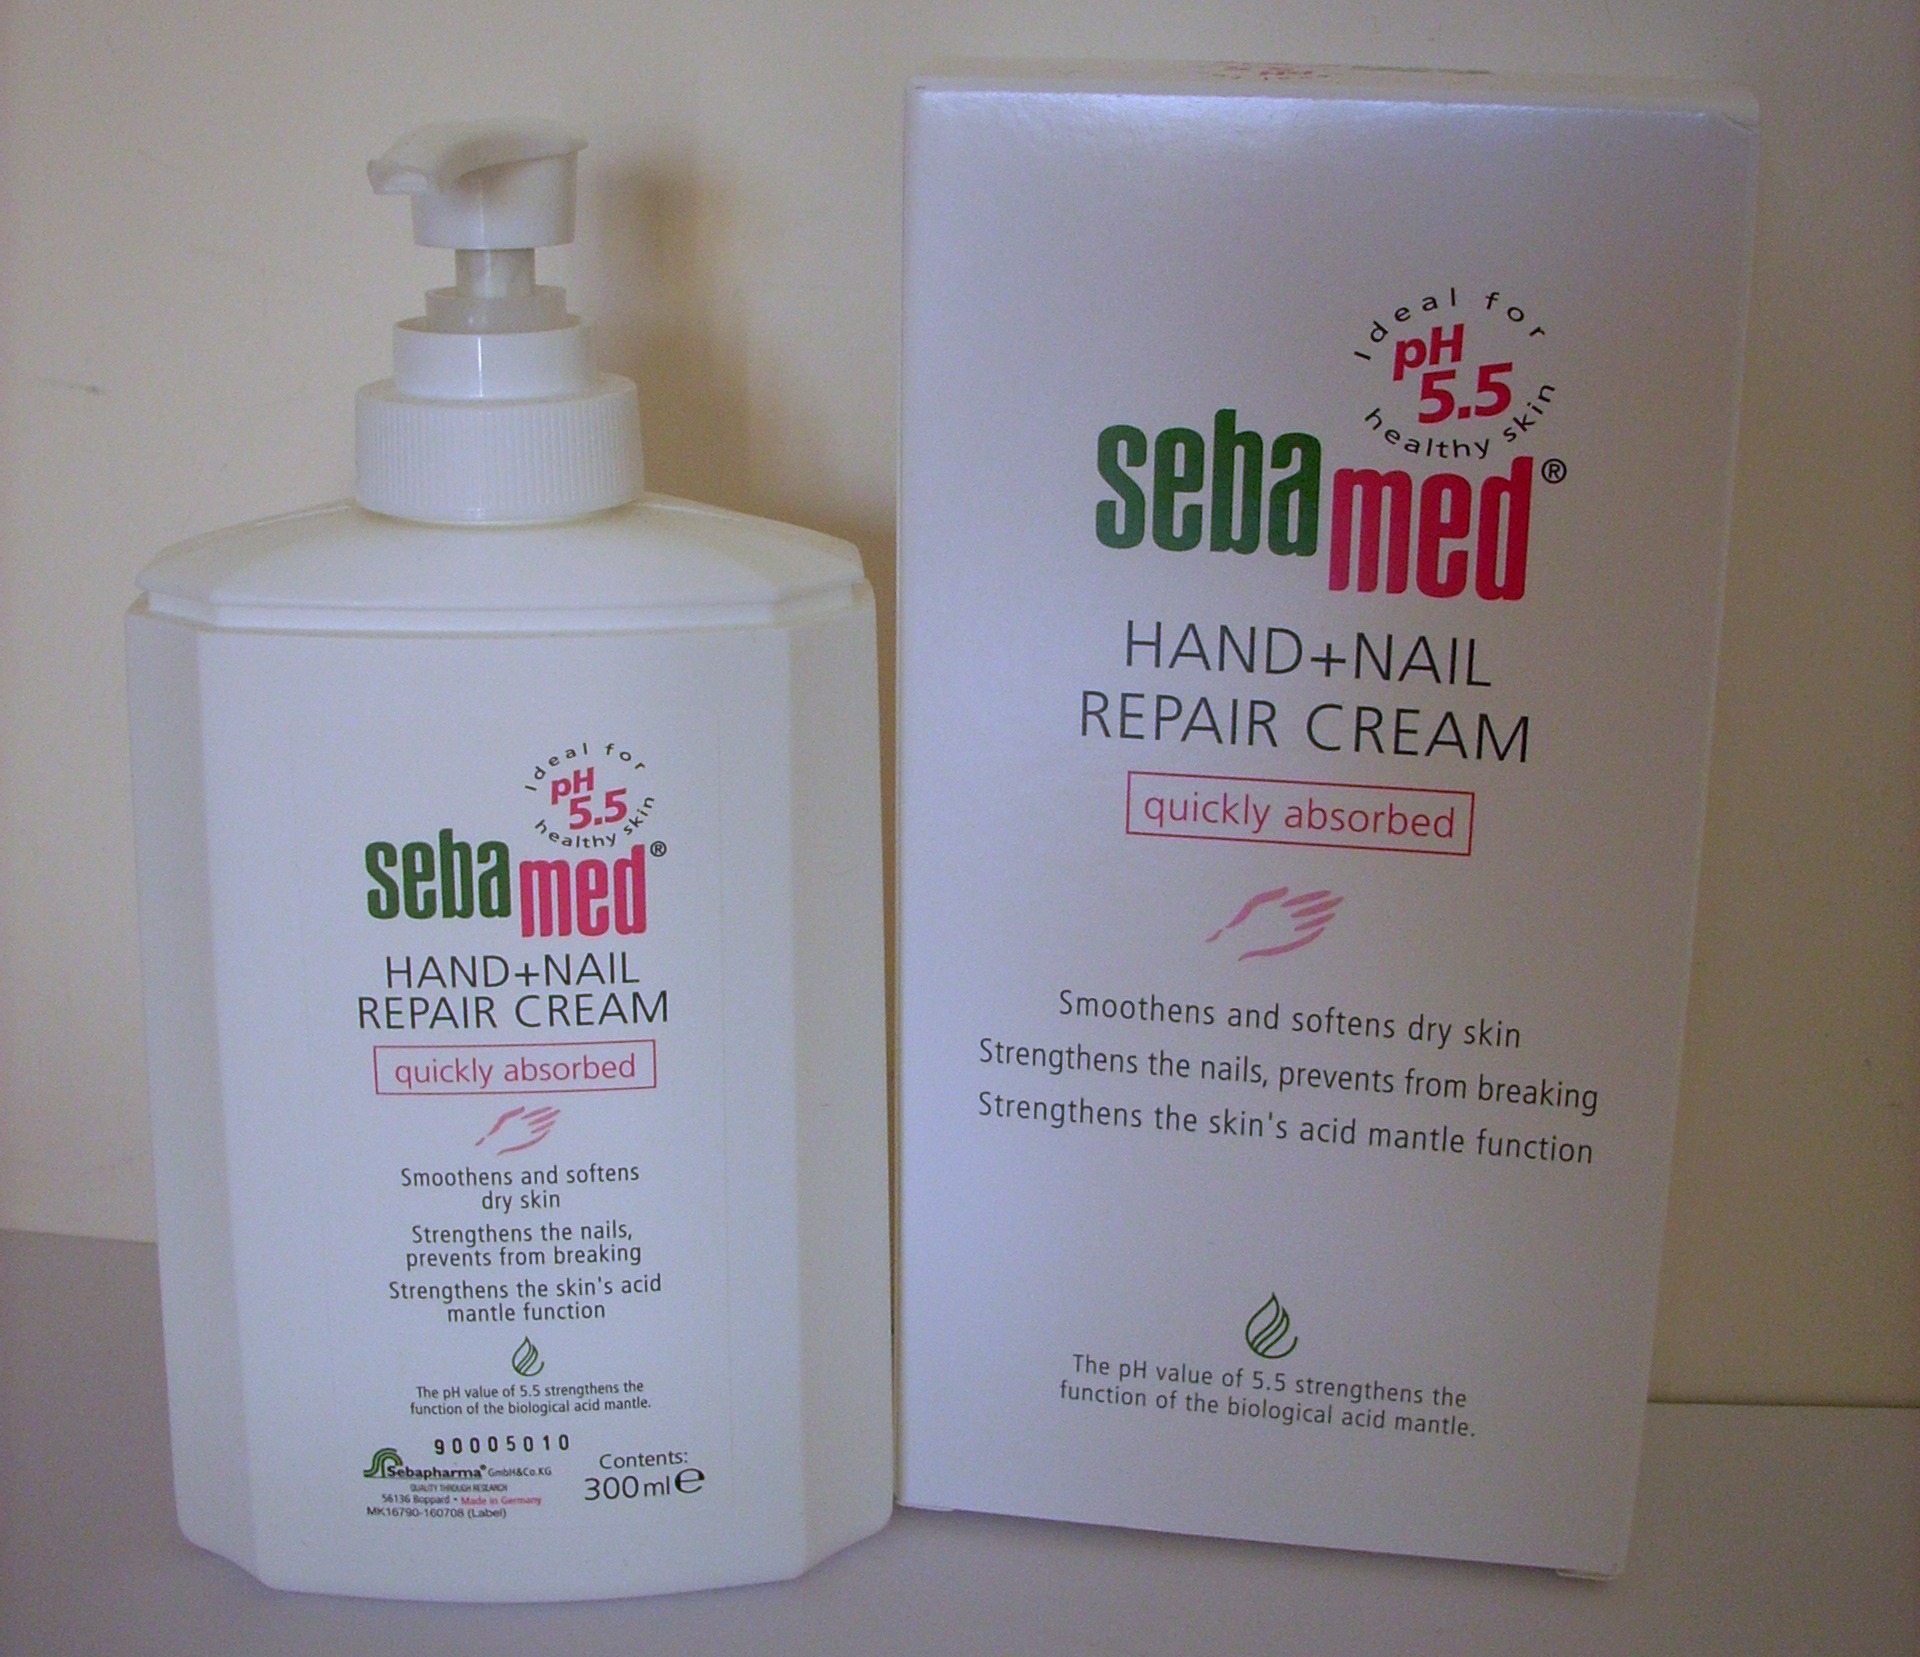 Ideal for
pH
5.5
healthy skin
sebamed®
HAND+NAIL
REPAIR CREAM
quickly absorbed
Smoothens and softens
dry skin
Strengthens the nails,
prevents from breaking
Strengthens the skin's acid
mantle function
The pH value of 5.5 strengthens the
function of the biological acid mantle.
90005010
Sebapharma® GmbH&Co.KG
QUALITY THROUGH RESEARCH
56136 Boppard • Made in Germany
MK16790-160708 (Label)
Contents:
300ml e
Ideal for
pH
5.5
healthy skin
sebamed®
HAND+NAIL
REPAIR CREAM
quickly absorbed
Smoothens and softens dry skin
Strengthens the nails, prevents from breaking
Strengthens the skin's acid mantle function
The pH value of 5.5 strengthens the
function of the biological acid mantle.